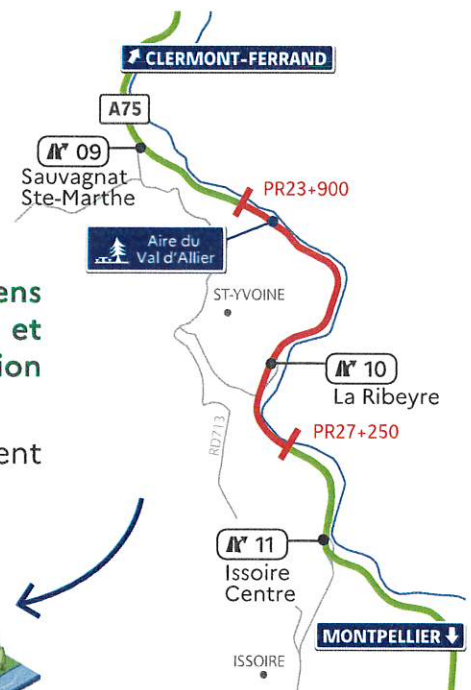 CLERMONT-FERRAND
A75
09
Sauvagnat
Ste-Marthe
PR23+900
Aire du
Val d'Allier
ens
et
ion
ST-YVOINE
10
La Ribeyre
RD713
PR27+250
ent
11
Issoire
Centre
MONTPELLIER
ISSOIRE